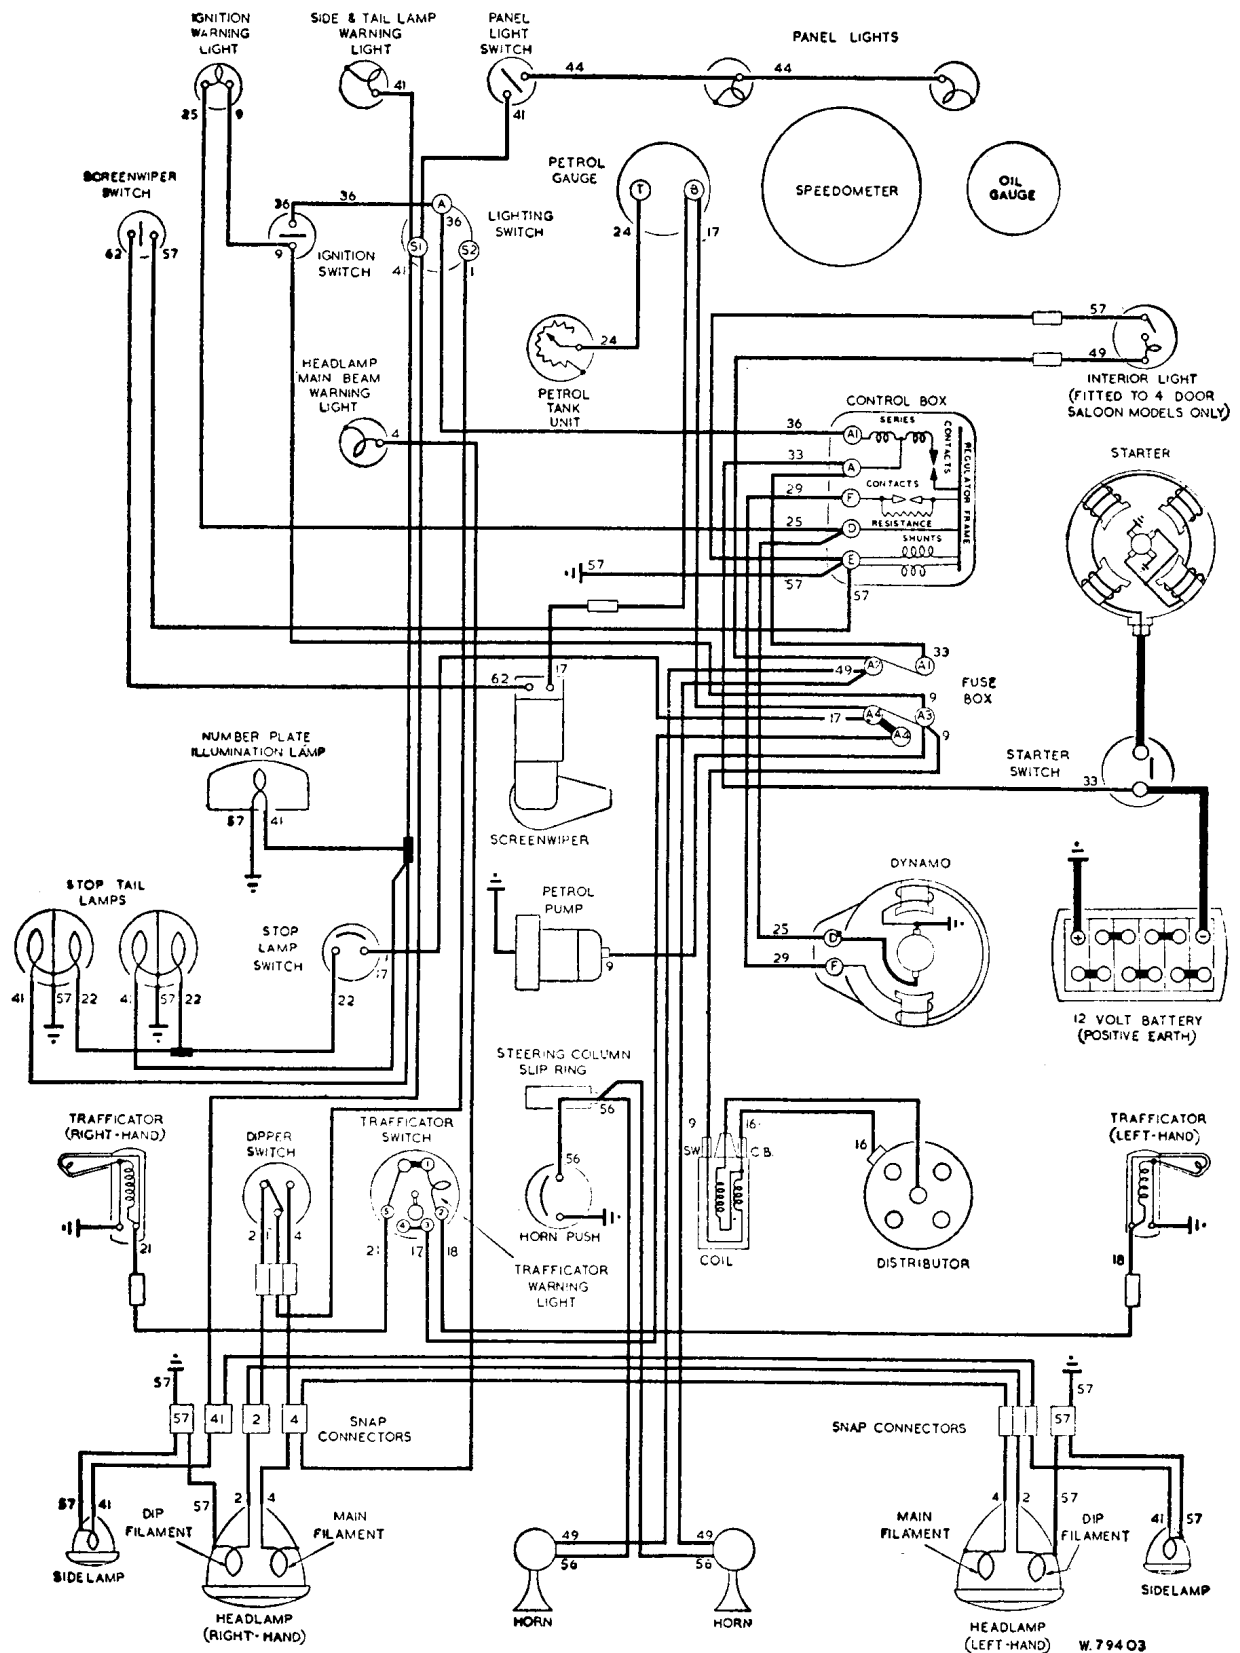 IGNITION
WARNING
LIGHT
SIDE & TAIL LAMP
WARNING
LIGHT
PANEL
LIGHT
SWITCH
PANEL LIGHTS
44
44
41
25
9
41
PETROL
GAUGE
T
B
SPEEDOMETER
OIL
GAUGE
SCREENWIPER
SWITCH
36
36
A
36
LIGHTING
SWITCH
24
17
62
57
9
IGNITION
SWITCH
S1
S2
41
1
57
24
49
HEADLAMP
MAIN BEAM
WARNING
LIGHT
PETROL
TANK
UNIT
INTERIOR LIGHT
(FITTED TO 4 DOOR
SALOON MODELS ONLY)
CONTROL BOX
SERIES
CONTACTS
REGULATOR FRAME
4
36
A1
33
A
CONTACTS
29
F
RESISTANCE
25
D
SHUNTS
57
E
57
57
STARTER
62
17
49
A2
A1
33
FUSE
BOX
9
17
A4
A3
A4
9
STARTER
SWITCH
33
NUMBER PLATE
ILLUMINATION LAMP
57
41
SCREENWIPER
STOP TAIL
LAMPS
STOP
LAMP
SWITCH
17
22
PETROL
PUMP
9
DYNAMO
25
D
29
F
+
-
12 VOLT BATTERY
(POSITIVE EARTH)
41
57
22
41
57
22
STEERING COLUMN
SLIP RING
56
TRAFFICATOR
(RIGHT-HAND)
DIPPER
SWITCH
TRAFFICATOR
SWITCH
TRAFFICATOR
(LEFT-HAND)
9
16
SW
C.B.
16
56
1
5
4
3
2
21
2
1
4
21
17
18
HORN PUSH
COIL
DISTRIBUTOR
18
TRAFFICATOR
WARNING
LIGHT
57
57
57
41
2
4
SNAP
CONNECTORS
SNAP CONNECTORS
57
57
41
DIP
FILAMENT
57
2
4
MAIN
FILAMENT
SIDELAMP
HEADLAMP
(RIGHT-HAND)
49
56
HORN
49
56
HORN
MAIN
FILAMENT
4
2
57
DIP
FILAMENT
41
57
SIDELAMP
HEADLAMP
(LEFT-HAND)
W.79403